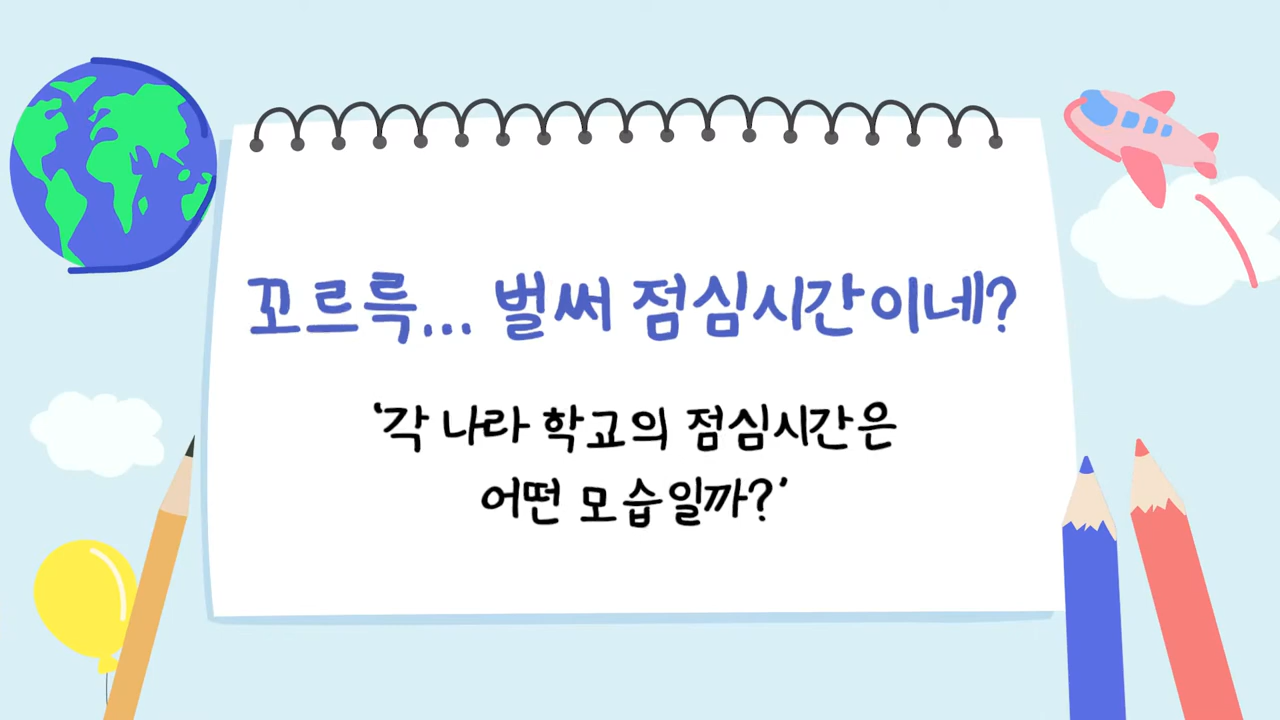 꼬르륵... 벌써 점심시간이네?
‘각 나라 학교의 점심시간은
어떤 모습일까?’